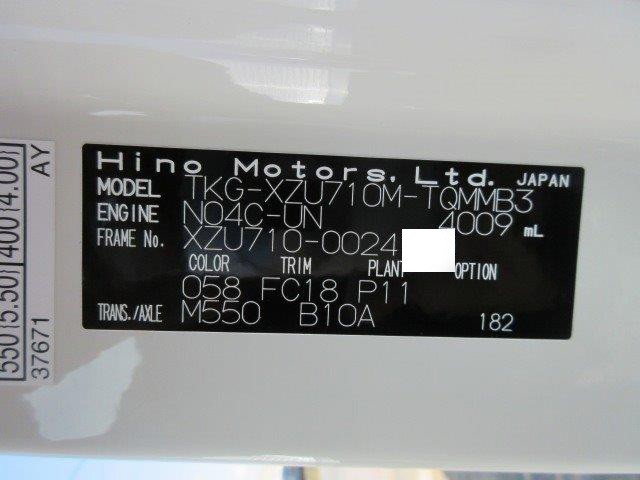 Hino Motors, Ltd. JAPAN
MODEL TKG-XZU710M-TQMMB3
ENGINE N04C-UN 4009 mL
FRAME No. XZU710-0024
COLOR TRIM PLANT OPTION
058 FC18 P11
TRANS./AXLE M550 B10A 182
550 5.50 400 4.00 AY
37671